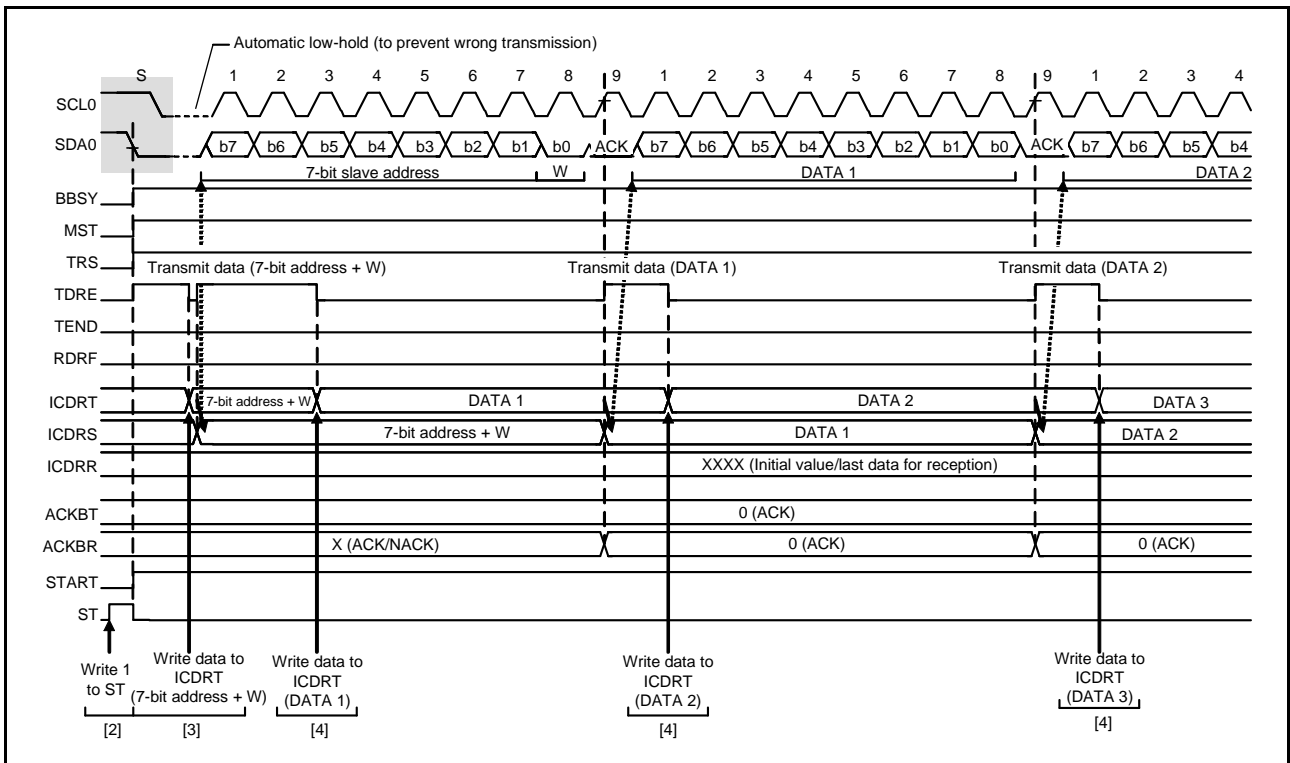 Automatic low-hold (to prevent wrong transmission)
S 1 2 3 4 5 6 7 8 9 1 2 3 4 5 6 7 8 9 1 2 3 4
SCL0
SDA0 b7 b6 b5 b4 b3 b2 b1 b0 ACK b7 b6 b5 b4 b3 b2 b1 b0 ACK b7 b6 b5 b4
7-bit slave address W DATA 1 DATA 2
BBSY
MST
TRS
Transmit data (7-bit address + W) Transmit data (DATA 1) Transmit data (DATA 2)
TDRE
TEND
RDRF
ICDRT 7-bit address + W DATA 1 DATA 2 DATA 3
ICDRS 7-bit address + W DATA 1 DATA 2
ICDRR XXXX (Initial value/last data for reception)
ACKBT 0 (ACK)
ACKBR X (ACK/NACK) 0 (ACK) 0 (ACK)
START
ST
Write 1
to ST
[2]
Write data to
ICDRT
(7-bit address + W)
[3]
Write data to
ICDRT
(DATA 1)
[4]
Write data to
ICDRT
(DATA 2)
[4]
Write data to
ICDRT
(DATA 3)
[4]